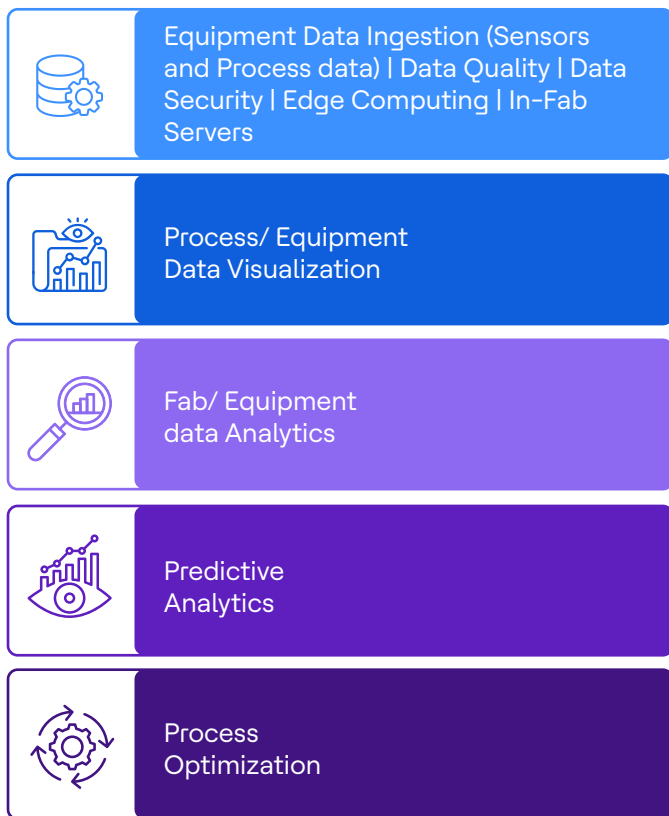 Equipment Data Ingestion (Sensors
and Process data) | Data Quality | Data
Security | Edge Computing | In-Fab
Servers
Process/ Equipment
Data Visualization
Fab/ Equipment
data Analytics
Predictive
Analytics
Process
Optimization